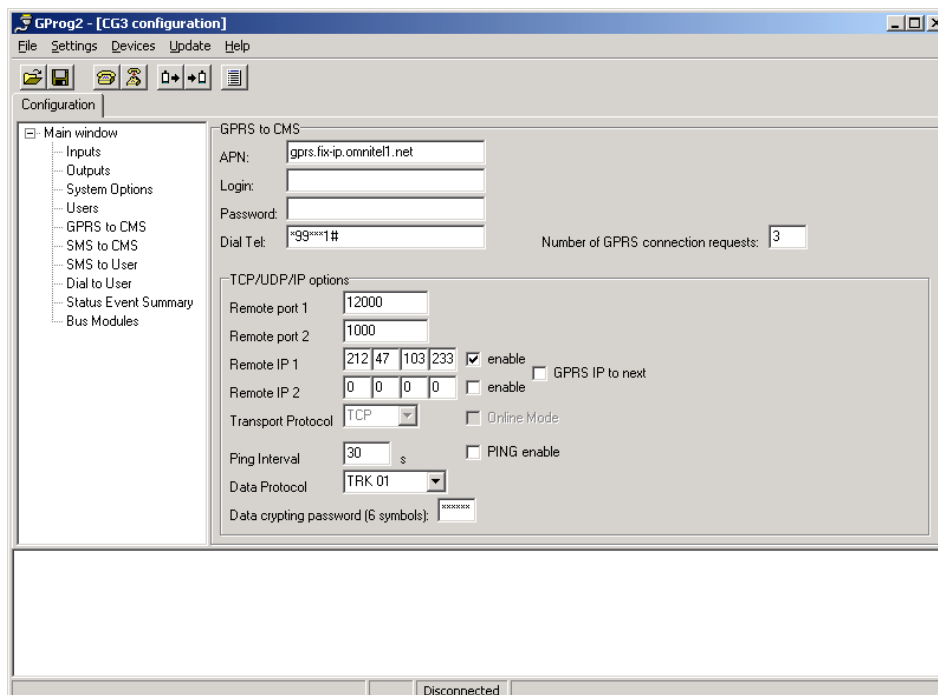 GProg2 - [CG3 configuration]
File Settings Devices Update Help
Configuration
Main window
Inputs
Outputs
System Options
Users
GPRS to CMS
SMS to CMS
SMS to User
Dial to User
Status Event Summary
Bus Modules
GPRS to CMS
APN: gprs.fix-ip.omnitel1.net
Login:
Password:
Dial Tel: *99***1# Number of GPRS connection requests: 3
TCP/UDP/IP options
Remote port 1 12000
Remote port 2 1000
Remote IP 1 212 47 103 233 enable
GPRS IP to next
Remote IP 2 0 0 0 0 enable
Transport Protocol TCP Online Mode
Ping Interval 30 s PING enable
Data Protocol TRK 01
Data crypting password (6 symbols): ******
Disconnected